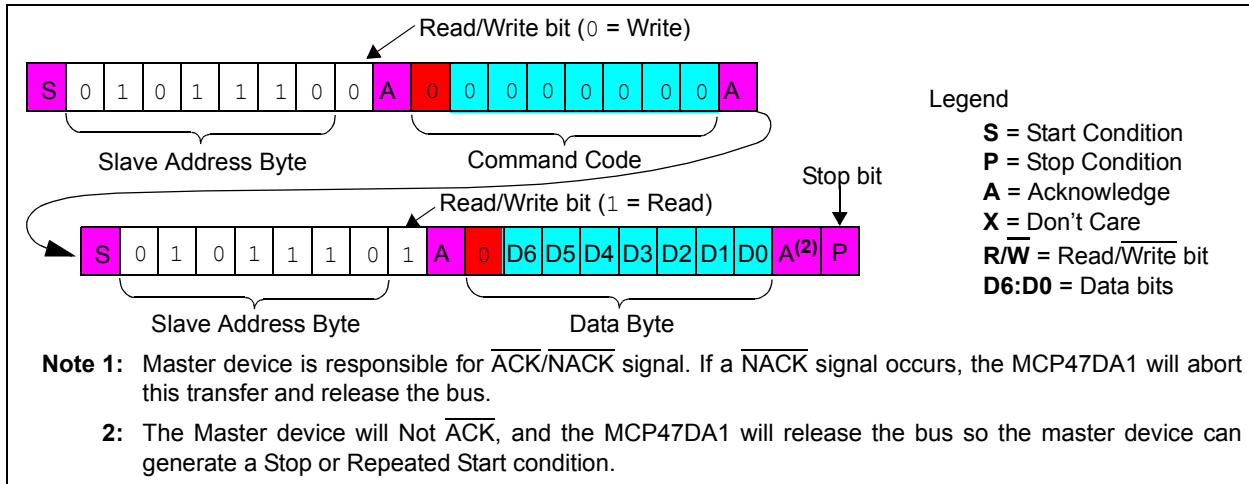 Read/Write bit (0 = Write)
S 0 1 0 1 1 1 0 0 A 0 0 0 0 0 0 0 0 A
Slave Address Byte Command Code
Stop bit
Read/Write bit (1 = Read)
S 0 1 0 1 1 1 0 1 A 0 D6 D5 D4 D3 D2 D1 D0 A(2) P
Slave Address Byte Data Byte
Legend
S = Start Condition
P = Stop Condition
A = Acknowledge
X = Don't Care
R/W̅ = Read/W̅r̅i̅t̅e̅ bit
D6:D0 = Data bits
Note 1: Master device is responsible for A̅C̅K̅/N̅A̅C̅K̅ signal. If a N̅A̅C̅K̅ signal occurs, the MCP47DA1 will abort
this transfer and release the bus.
2: The Master device will Not A̅C̅K̅, and the MCP47DA1 will release the bus so the master device can
generate a Stop or Repeated Start condition.